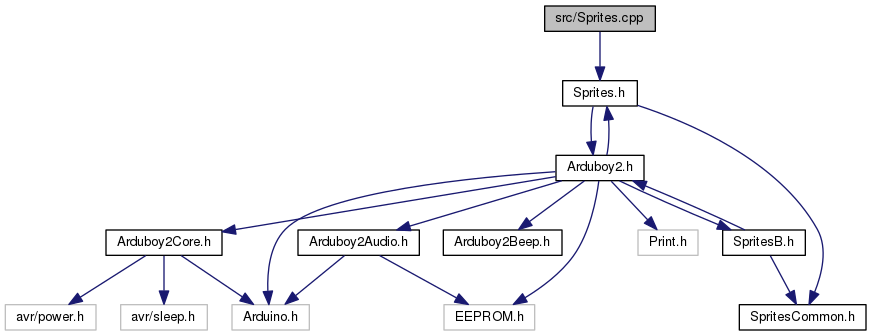 src/Sprites.cpp
Sprites.h
Arduboy2.h
Arduboy2Core.h
Arduboy2Audio.h
Arduboy2Beep.h
Print.h
SpritesB.h
avr/power.h
avr/sleep.h
Arduino.h
EEPROM.h
SpritesCommon.h